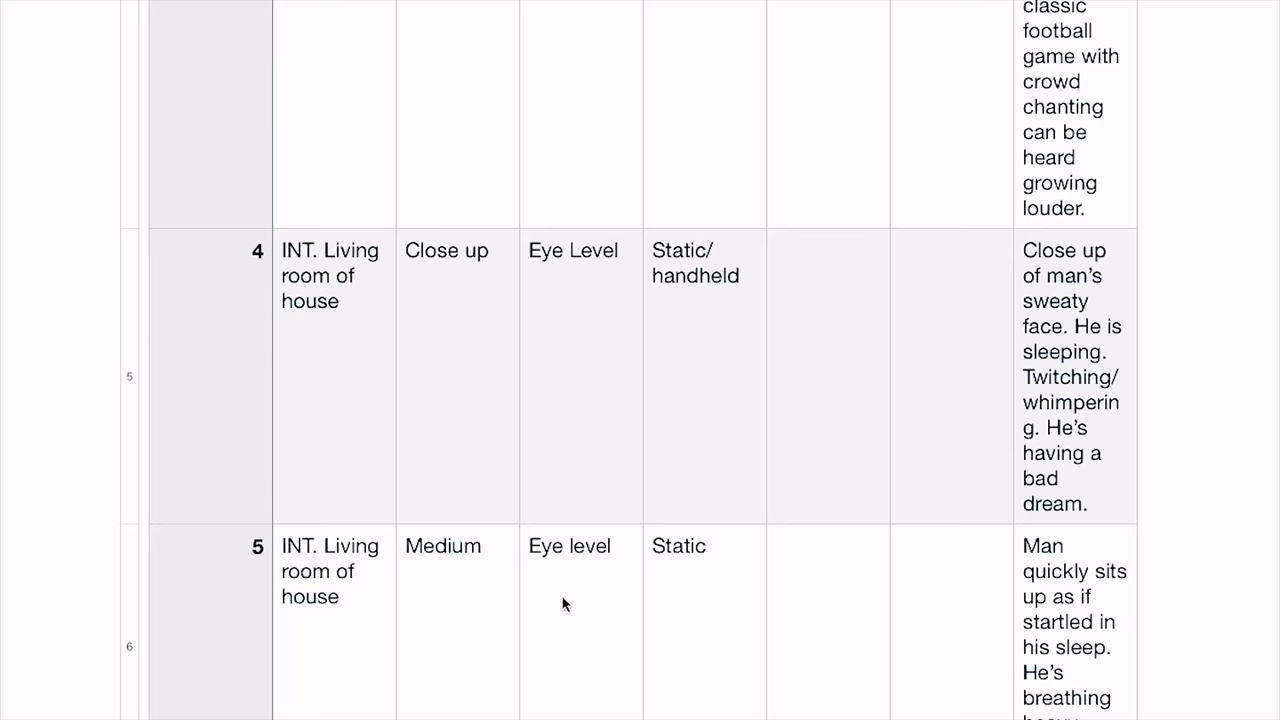 classic
football
game with
crowd
chanting
can be
heard
growing
louder.
4
INT. Living
room of
house
Close up
Eye Level
Static/
handheld
Close up
of man's
sweaty
face. He is
sleeping.
Twitching/
whimperin
g. He's
having a
bad
dream.
5
5
INT. Living
room of
house
Medium
Eye level
Static
Man
quickly sits
up as if
startled in
his sleep.
He's
breathing
6